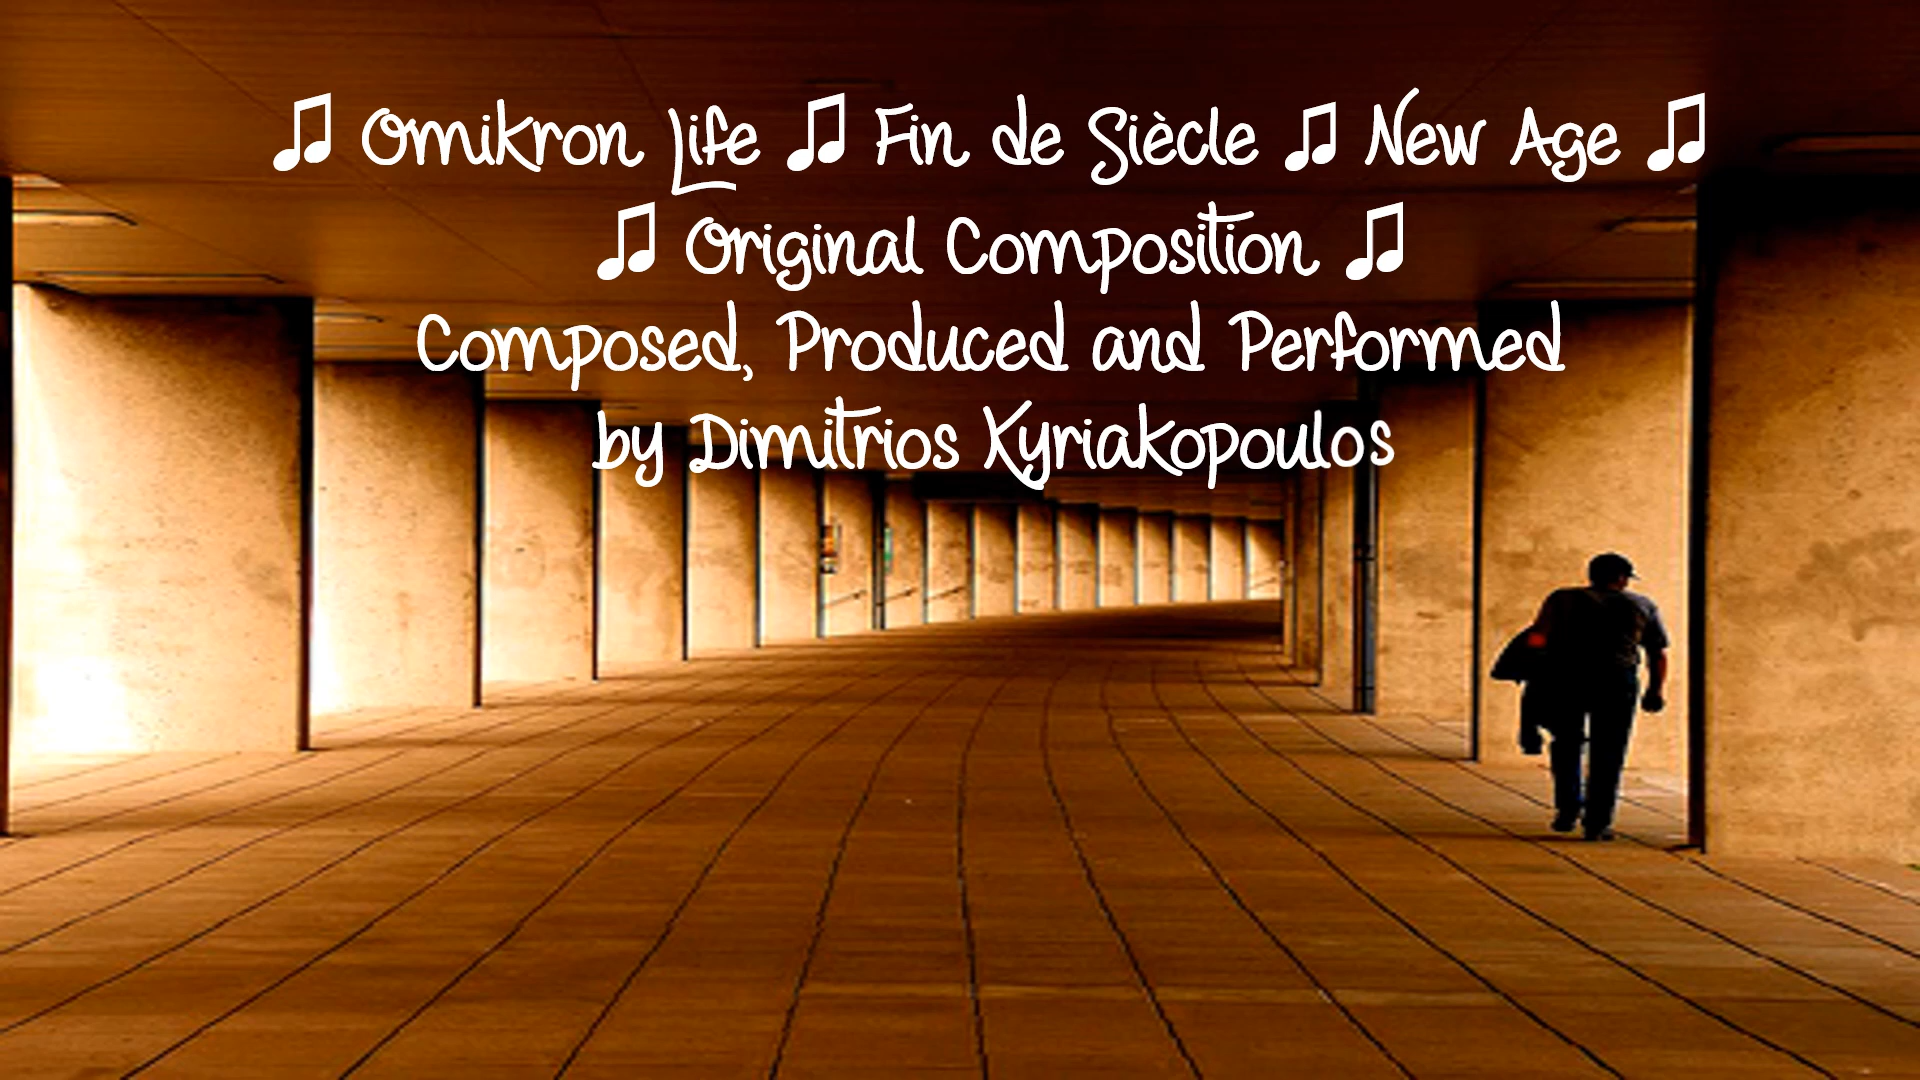 ♫ Omikron Life ♫ Fin de Siècle ♫ New Age ♫
♫ Original Composition ♫
Composed, Produced and Performed
by Dimitrios Kyriakopoulos